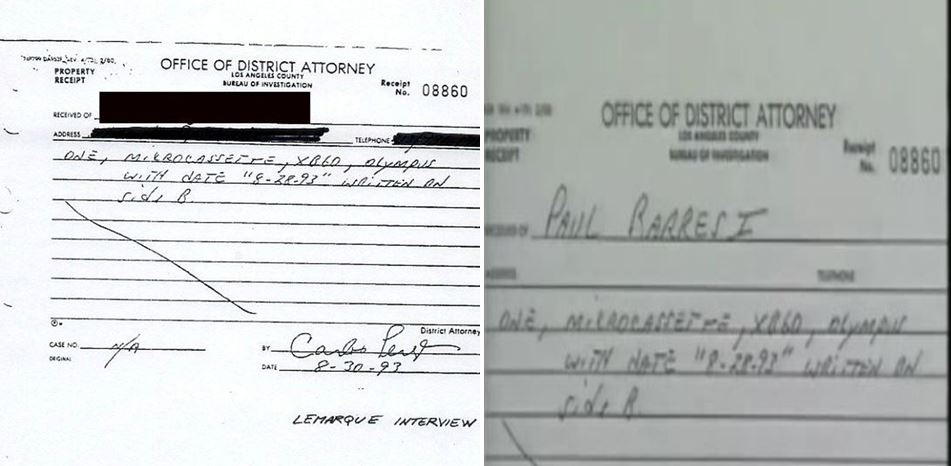 OFFICE OF DISTRICT ATTORNEY
LOS ANGELES COUNTY
BUREAU OF INVESTIGATION
PROPERTY
RECEIPT
Receipt
No. 08860
RECEIVED OF
ADDRESS TELEPHONE
ONE, MICROCASSETTE, XB60, OLYMPUS
WITH DATE "8-28-93" WRITTEN ON
side B
District Attorney
CASE NO. N/A
BY
ORIGINAL
DATE 8-30-93
LEMARQUE INTERVIEW
OFFICE OF DISTRICT ATTORNEY
LOS ANGELES COUNTY
BUREAU OF INVESTIGATION
PROPERTY
RECEIPT
Receipt
No. 08860
PAUL BARRESI
TELEPHONE
ONE, MICROCASSETTE, XB60, OLYMPUS
WITH DATE "8-28-93" WRITTEN ON
side B